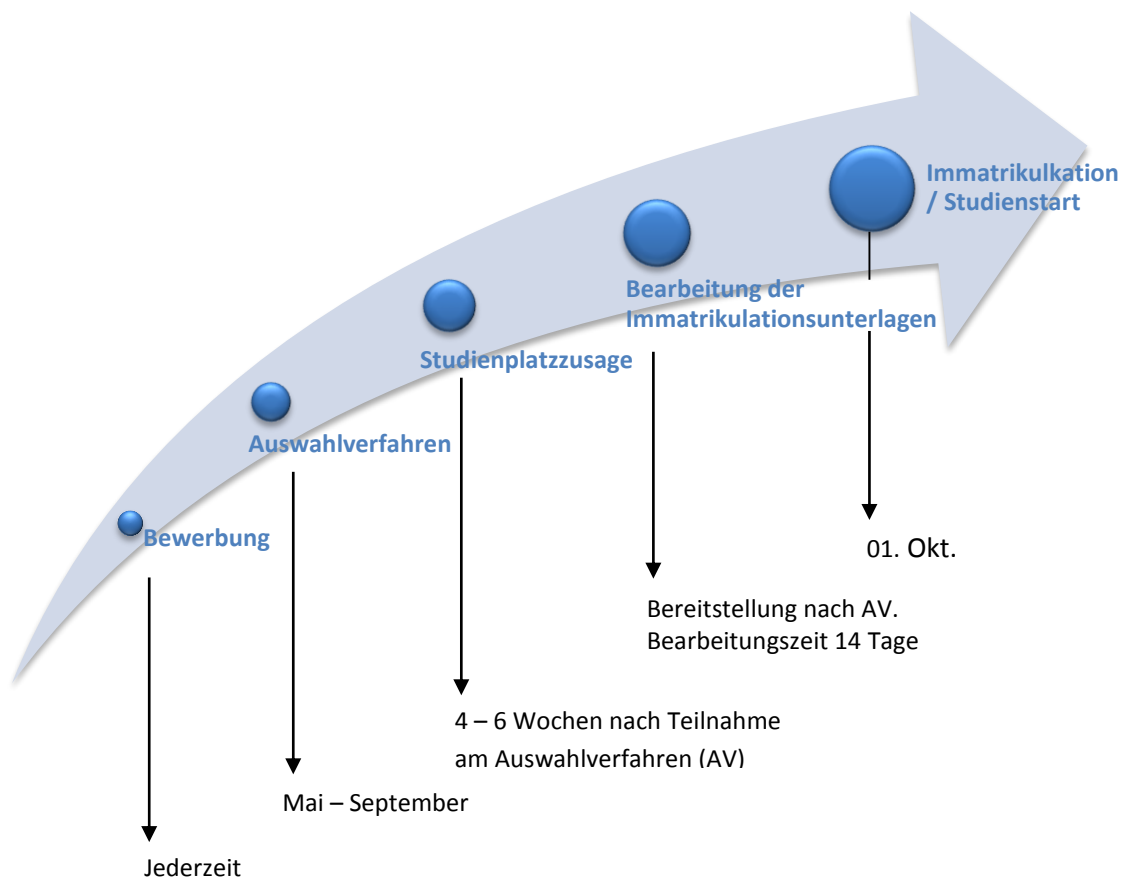 Immatrikulkation
/ Studienstart
Bearbeitung der
Immatrikulationsunterlagen
Studienplatzzusage
Auswahlverfahren
Bewerbung
01. Okt.
Bereitstellung nach AV.
Bearbeitungszeit 14 Tage
4 – 6 Wochen nach Teilnahme
am Auswahlverfahren (AV)
Mai – September
Jederzeit